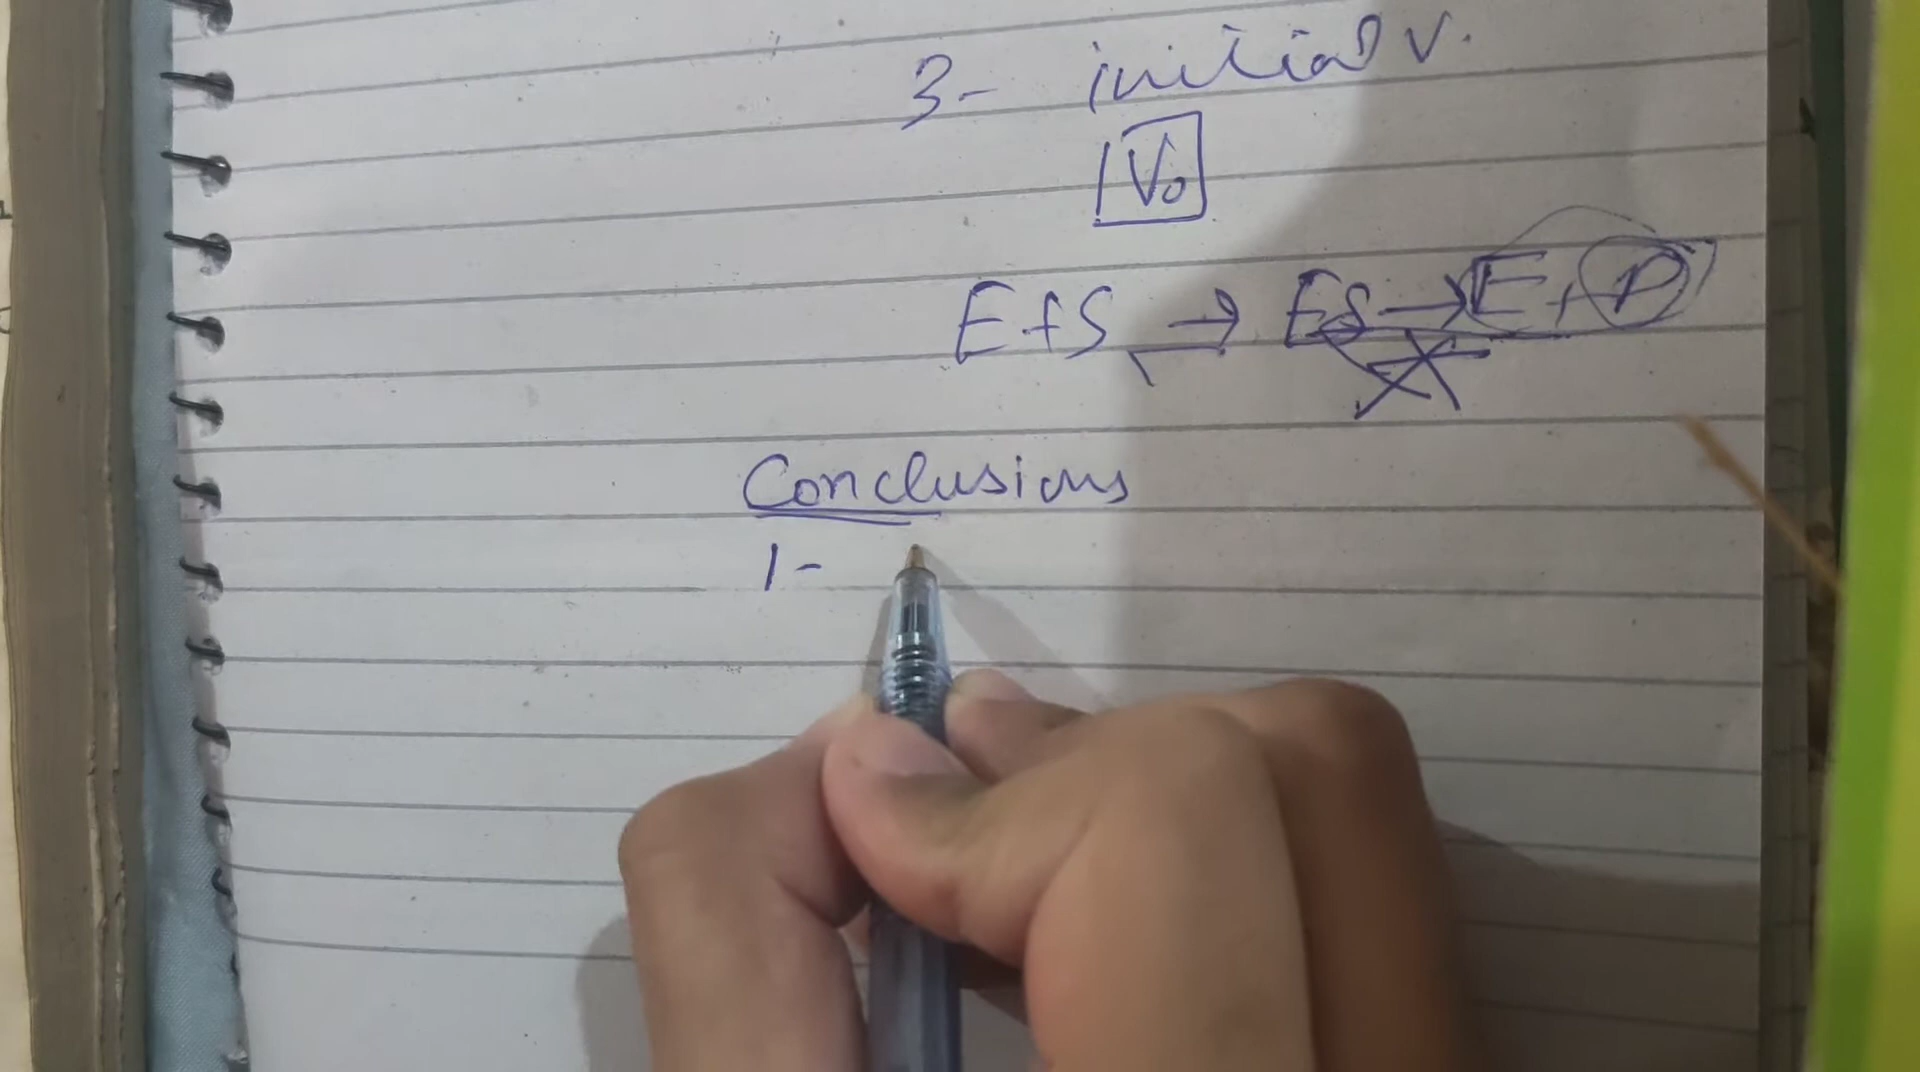 3- initial v.
V₀
E + S ⇌ ES → E + P
Conclusions
1-